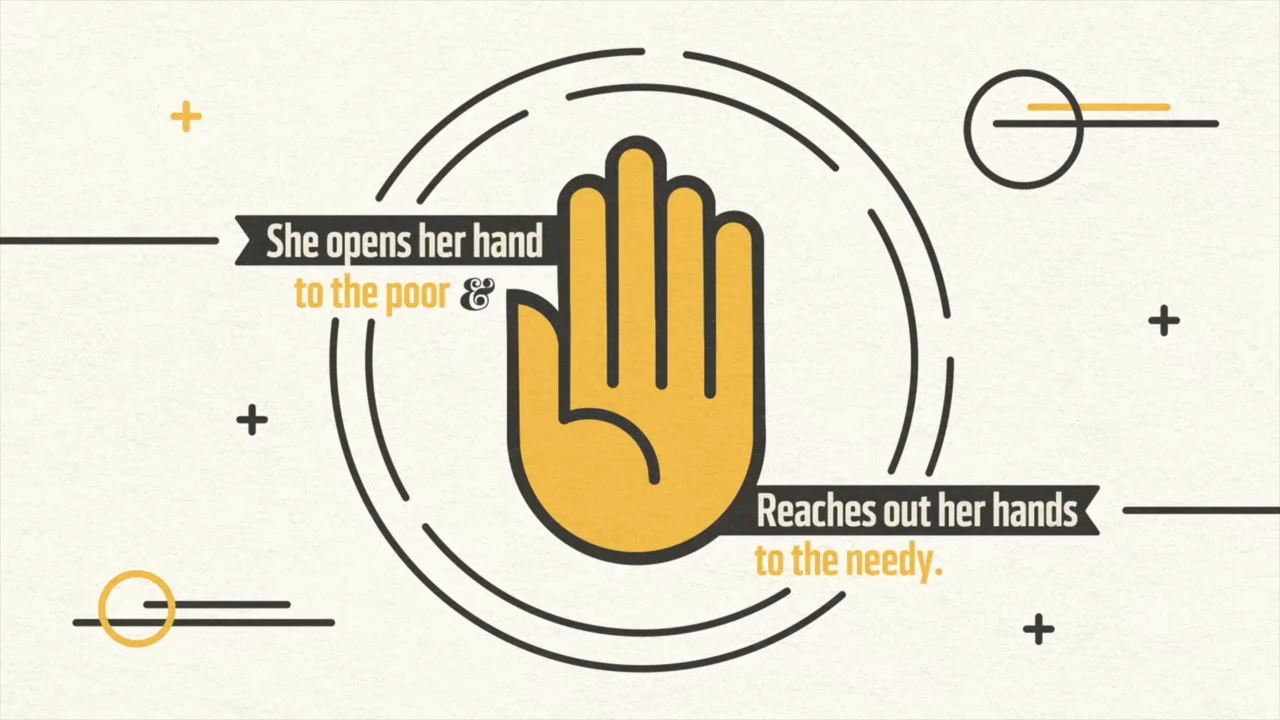 She opens her hand
to the poor &
Reaches out her hands
to the needy.